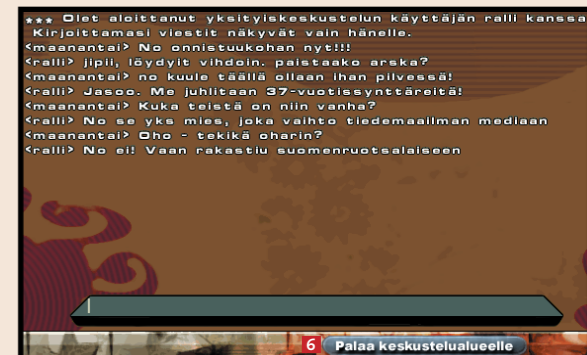 *** Olet aloittanut yksityiskeskustelun käyttäjän ralli kanssa
Kirjoittamasi viestit näkyvät vain hänelle.
<maanantai> No onnistuukohan nyt!!!
<ralli> jipii, löydyit vihdoin. paistaako arska?
<maanantai> no kuule täällä ollaan ihan pilvessä!
<ralli> Jasoo. Me juhlitaan 37-vuotissynttäreitä!
<maanantai> Kuka teistä on niin vanha?
<ralli> No se yks mies, joka vaihto tiedemaailman mediaan
<maanantai> Oho - tekikä oharin?
<ralli> No ei! Vaan rakastiu suomenruotsalaiseen
6 Palaa keskustelualueelle